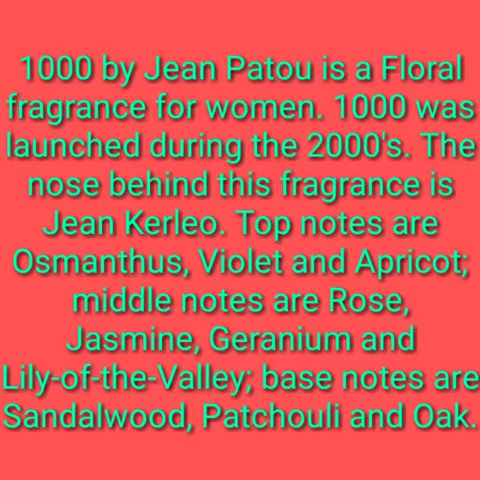 1000 by Jean Patou is a Floral
fragrance for women. 1000 was
launched during the 2000's. The
nose behind this fragrance is
Jean Kerleo. Top notes are
Osmanthus, Violet and Apricot;
middle notes are Rose,
Jasmine, Geranium and
Lily-of-the-Valley; base notes are
Sandalwood, Patchouli and Oak.